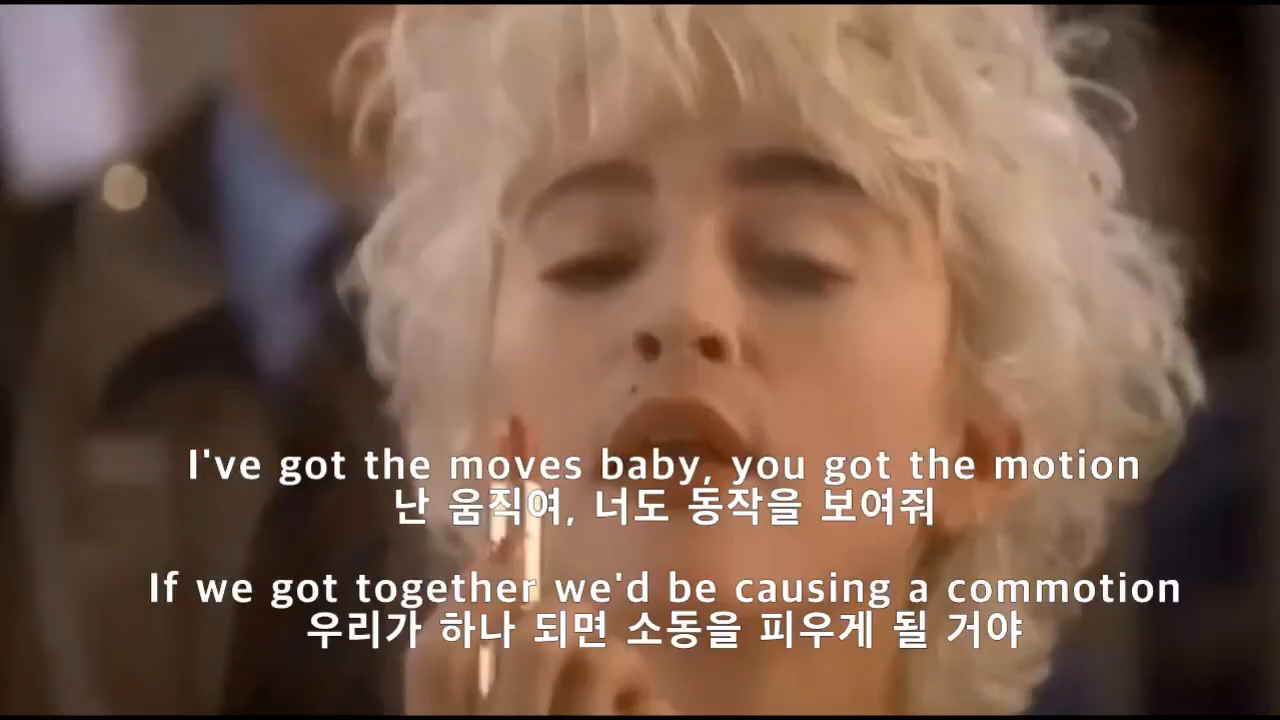 I've got the moves baby, you got the motion
난 움직여, 너도 동작을 보여줘
If we got together we'd be causing a commotion
우리가 하나 되면 소동을 피우게 될 거야